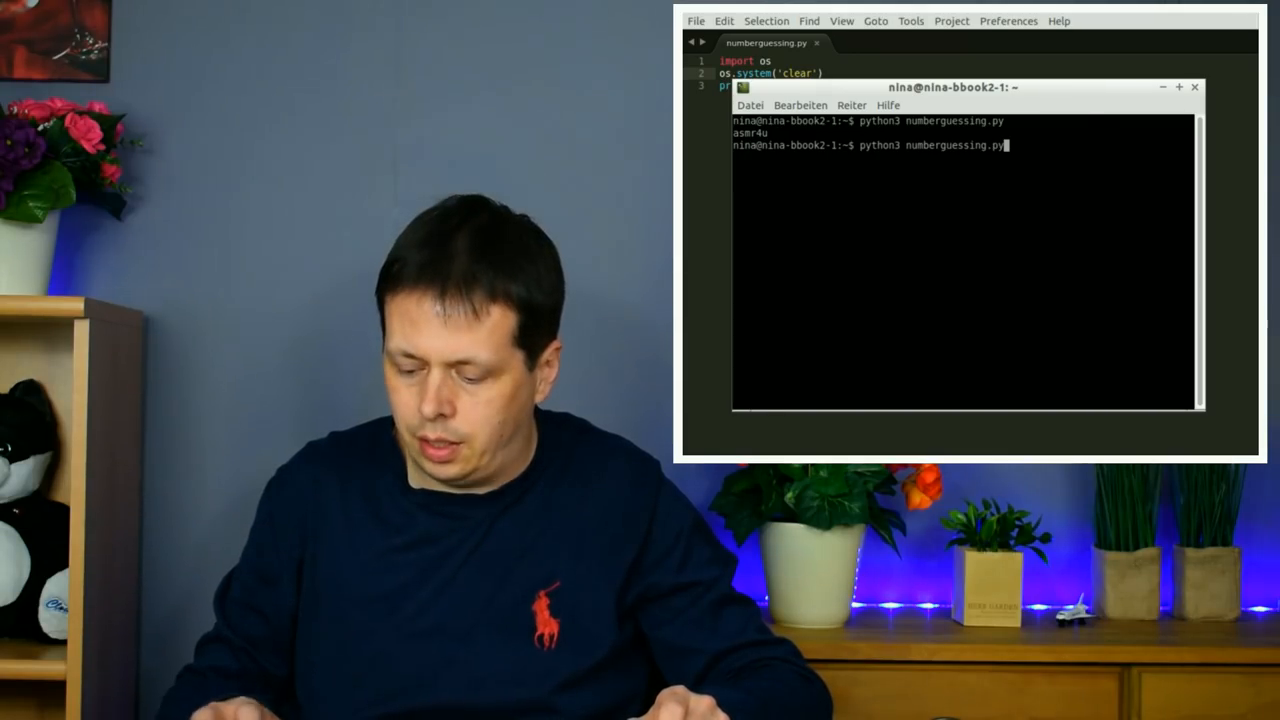 File Edit Selection Find View Goto Tools Project Preferences Help
numberguessing.py
1 import os
2 os.system('clear')
3 pr
nina@nina-bbook2-1: ~
Datei Bearbeiten Reiter Hilfe
nina@nina-bbook2-1:~$ python3 numberguessing.py
asmr4u
nina@nina-bbook2-1:~$ python3 numberguessing.py
HERB GARDEN